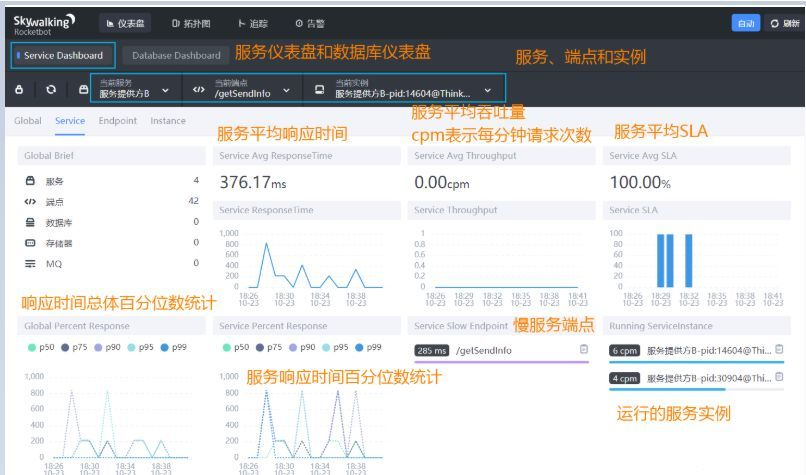 Skywalking
Rocketbot
仪表盘
拓扑图
追踪
告警
自动
刷新
Service Dashboard
Database Dashboard
服务仪表盘和数据库仪表盘
服务、端点和实例
当前服务
服务提供方B
当前端点
/getSendInfo
当前实例
服务提供方B-pid:14604@Think...
Global
Service
Endpoint
Instance
服务平均响应时间
服务平均吞吐量
cpm表示每分钟请求次数
服务平均SLA
Global Brief
服务 4
端点 42
数据库 0
存储器 0
MQ 0
Service Avg ResponseTime
376.17ms
Service Avg Throughput
0.00cpm
Service Avg SLA
100.00%
Service ResponseTime
1,000
800
600
400
200
0
18:26 18:30 18:34 18:38
10-23 10-23 10-23 10-23
Service Throughput
1
0.8
0.6
0.4
0.2
0
18:26 18:29 18:32 18:35 18:38 18:41
10-23 10-23 10-23 10-23 10-23 10-23
Service SLA
100
80
60
40
20
0
18:26 18:29 18:32 18:35 18:38 18:41
10-23 10-23 10-23 10-23 10-23 10-23
响应时间总体百分位数统计
Global Percent Response
p50 p75 p90 p95 p99
1,000
800
600
400
200
0
18:26 18:30 18:34 18:38
10-23 10-23 10-23 10-23
Service Percent Response
p50 p75 p90 p95 p99
服务响应时间百分位数统计
1,000
800
600
400
200
0
18:26 18:30 18:34 18:38
10-23 10-23 10-23 10-23
Service Slow Endpoint
慢服务端点
285 ms /getSendInfo
Running ServiceInstance
6 cpm 服务提供方B-pid:14604@Thi...
4 cpm 服务提供方B-pid:30904@Thi...
运行的服务实例